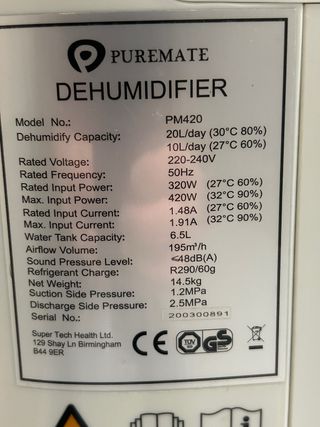 PUREMATE
DEHUMIDIFIER
Model No.: PM420
Dehumidify Capacity: 20L/day (30°C 80%)
10L/day (27°C 60%)
Rated Voltage: 220-240V
Rated Frequency: 50Hz
Rated Input Power: 320W (27°C 60%)
Max. Input Power: 420W (32°C 90%)
Rated Input Current: 1.48A (27°C 60%)
Max. Input Current: 1.91A (32°C 90%)
Water Tank Capacity: 6.5L
Airflow Volume: 195m³/h
Sound Pressure Level: ≤48dB(A)
Refrigerant Charge: R290/60g
Net Weight: 14.5kg
Suction Side Pressure: 1.2MPa
Discharge Side Pressure: 2.5MPa
Serial No.: 200300891
Super Tech Health Ltd.
129 Shay Ln Birmingham
B44 9ER
CE TÜV GS